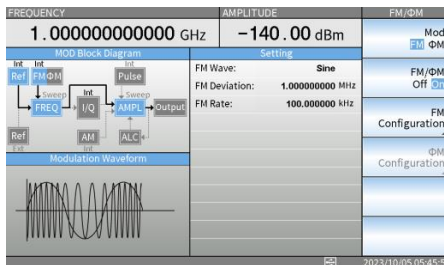 FREQUENCY
AMPLITUDE
FM/ΦM
1.000000000000 GHz
−140.00 dBm
Mod
FM ΦM
MOD Block Diagram
Setting
Int Int Int
Ref FMΦM Pulse
Sweep Int Sweep
FREQ I/Q AMPL Output
Int
Ref AM ALC
Ext
FM Wave: Sine
FM Deviation: 1.000000000 MHz
FM Rate: 100.000000 kHz
FM/ΦM
Off On
FM
Configuration
ΦM
Configuration
Modulation Waveform
2023/10/05 05:45:5